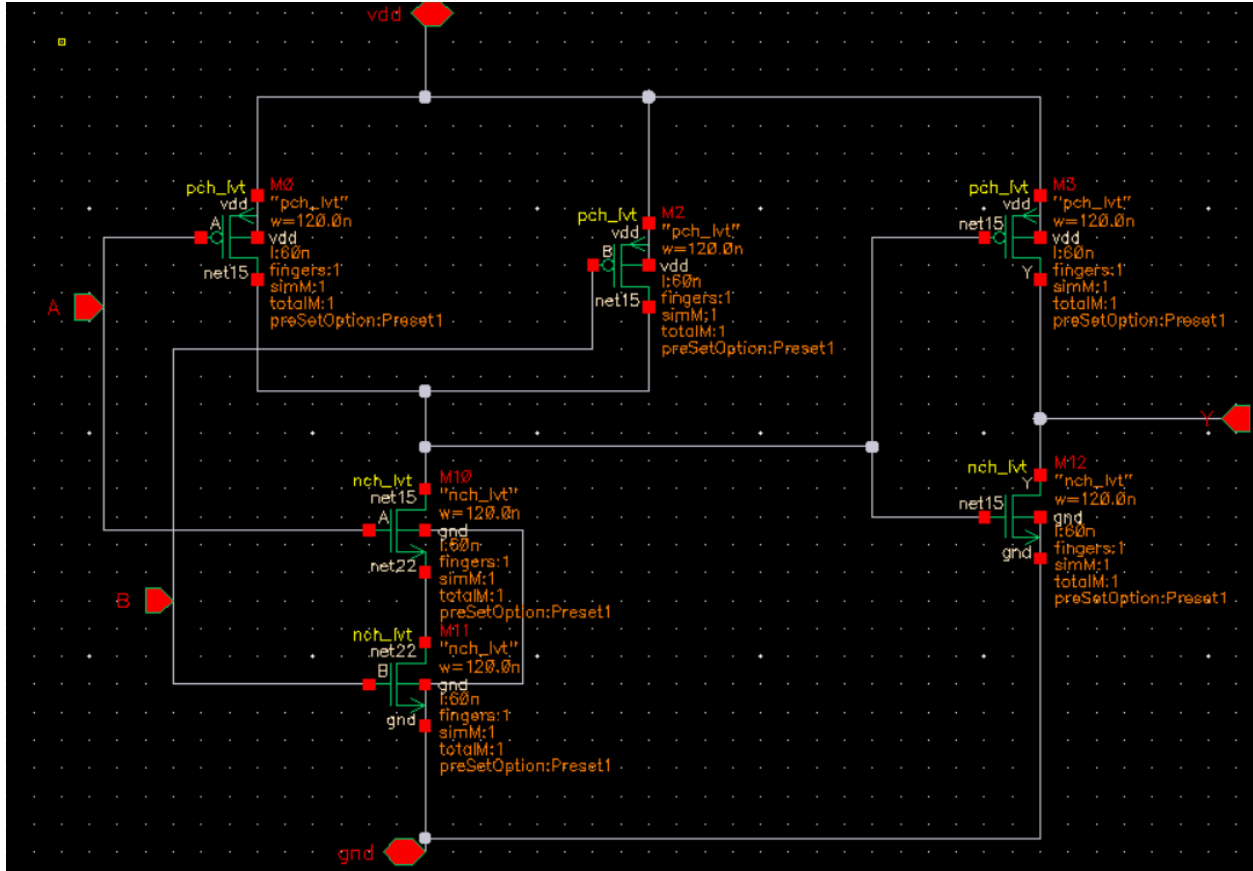 vdd
pch_lvt
M0
vdd
"pch_lvt"
w=120.0n
A
vdd
l:60n
net15
fingers:1
simM:1
totalM:1
preSetOption:Preset1
pch_lvt
M2
vdd
"pch_lvt"
w=120.0n
B
vdd
l:60n
net15
fingers:1
simM:1
totalM:1
preSetOption:Preset1
pch_lvt
M3
vdd
"pch_lvt"
w=120.0n
net15
vdd
l:60n
Y
fingers:1
simM:1
totalM:1
preSetOption:Preset1
A
Y
nch_lvt
M10
net15
"nch_lvt"
w=120.0n
A
gnd
l:60n
net22
fingers:1
simM:1
totalM:1
preSetOption:Preset1
nch_lvt
M12
Y
"nch_lvt"
w=120.0n
net15
gnd
l:60n
gnd
fingers:1
simM:1
totalM:1
preSetOption:Preset1
B
nch_lvt
M11
net22
"nch_lvt"
w=120.0n
B
gnd
l:60n
gnd
fingers:1
simM:1
totalM:1
preSetOption:Preset1
gnd